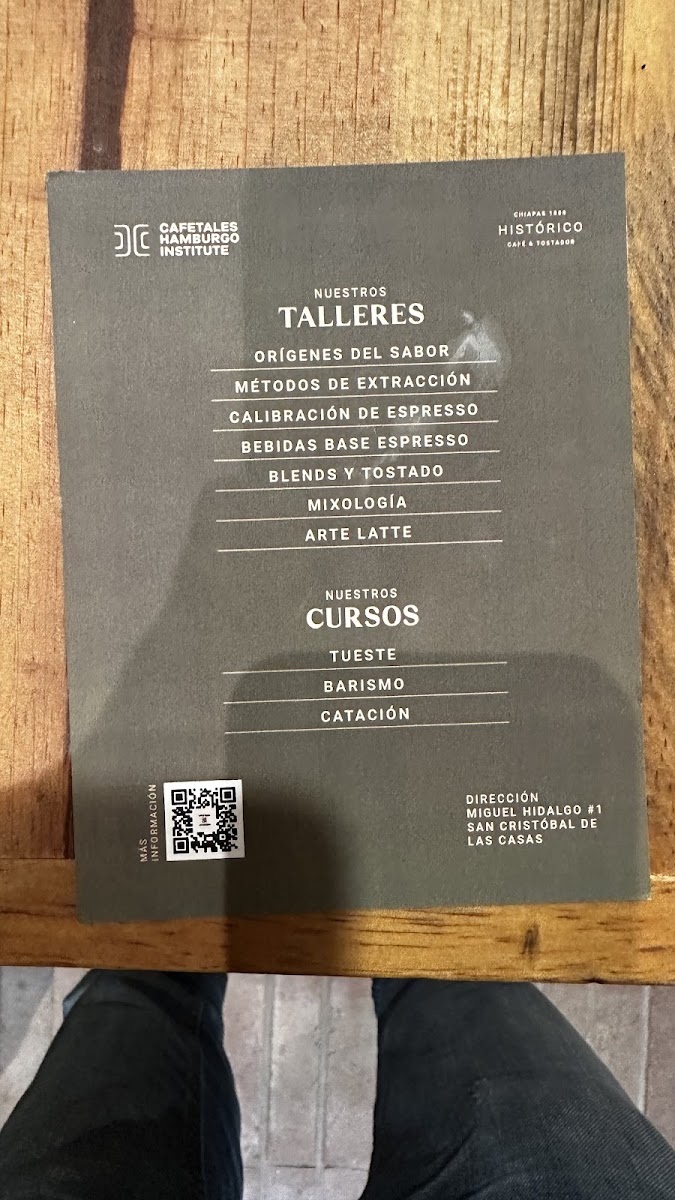 CAFETALES
HAMBURGO
INSTITUTE
CHIAPAS 1888
HISTÓRICO
CAFÉ & TOSTADOR
NUESTROS
TALLERES
ORÍGENES DEL SABOR
MÉTODOS DE EXTRACCIÓN
CALIBRACIÓN DE ESPRESSO
BEBIDAS BASE ESPRESSO
BLENDS Y TOSTADO
MIXOLOGÍA
ARTE LATTE
NUESTROS
CURSOS
TUESTE
BARISMO
CATACIÓN
MÁS
INFORMACIÓN
DIRECCIÓN
MIGUEL HIDALGO #1
SAN CRISTÓBAL DE
LAS CASAS